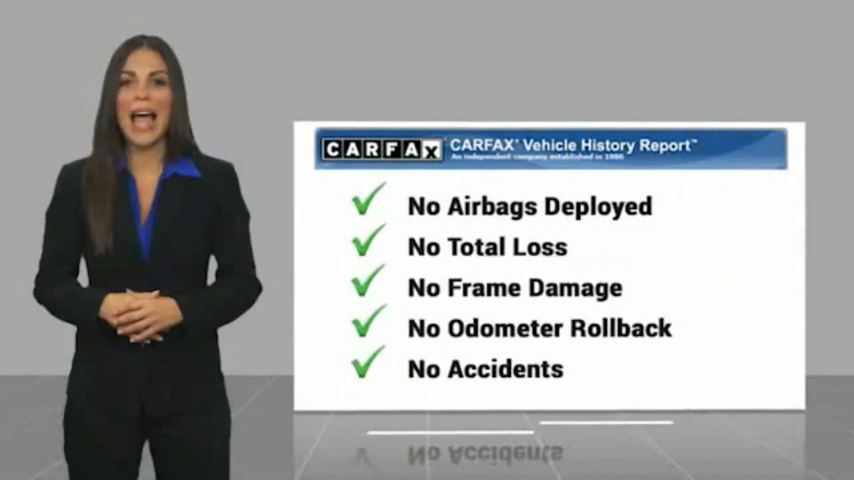 CARFAX CARFAX® Vehicle History Report™
An independent company established in 1986
No Airbags Deployed
No Total Loss
No Frame Damage
No Odometer Rollback
No Accidents
No Accidents